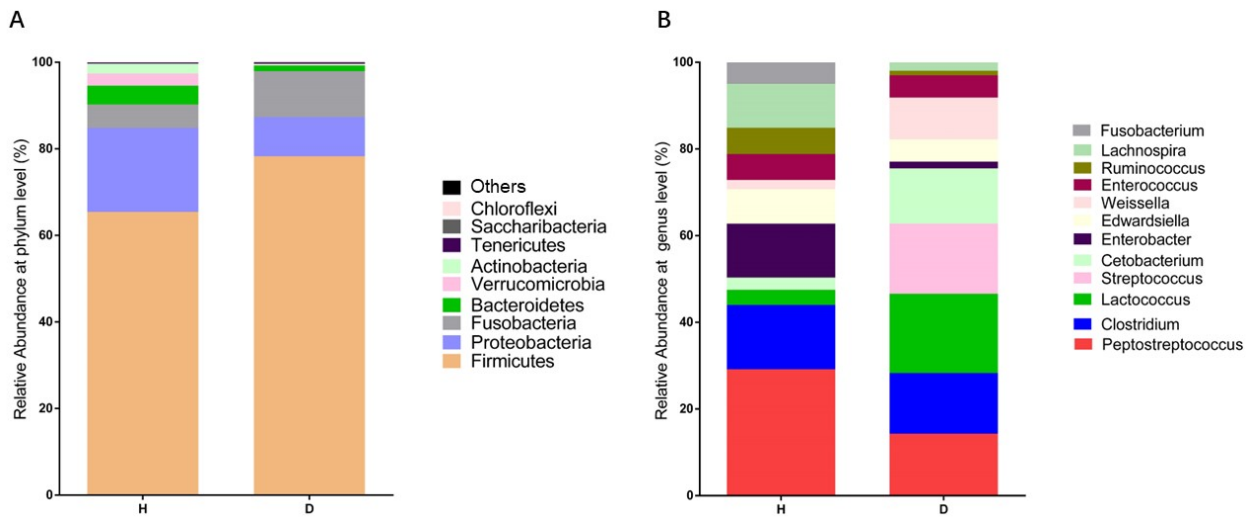 A
Relative Abundance at phylum level (%)
100
80
60
40
20
0
H
D
Others
Chloroflexi
Saccharibacteria
Tenericutes
Actinobacteria
Verrucomicrobia
Bacteroidetes
Fusobacteria
Proteobacteria
Firmicutes
B
Relative Abundance at genus level (%)
100
80
60
40
20
0
H
D
Fusobacterium
Lachnospira
Ruminococcus
Enterococcus
Weissella
Edwardsiella
Enterobacter
Cetobacterium
Streptococcus
Lactococcus
Clostridium
Peptostreptococcus